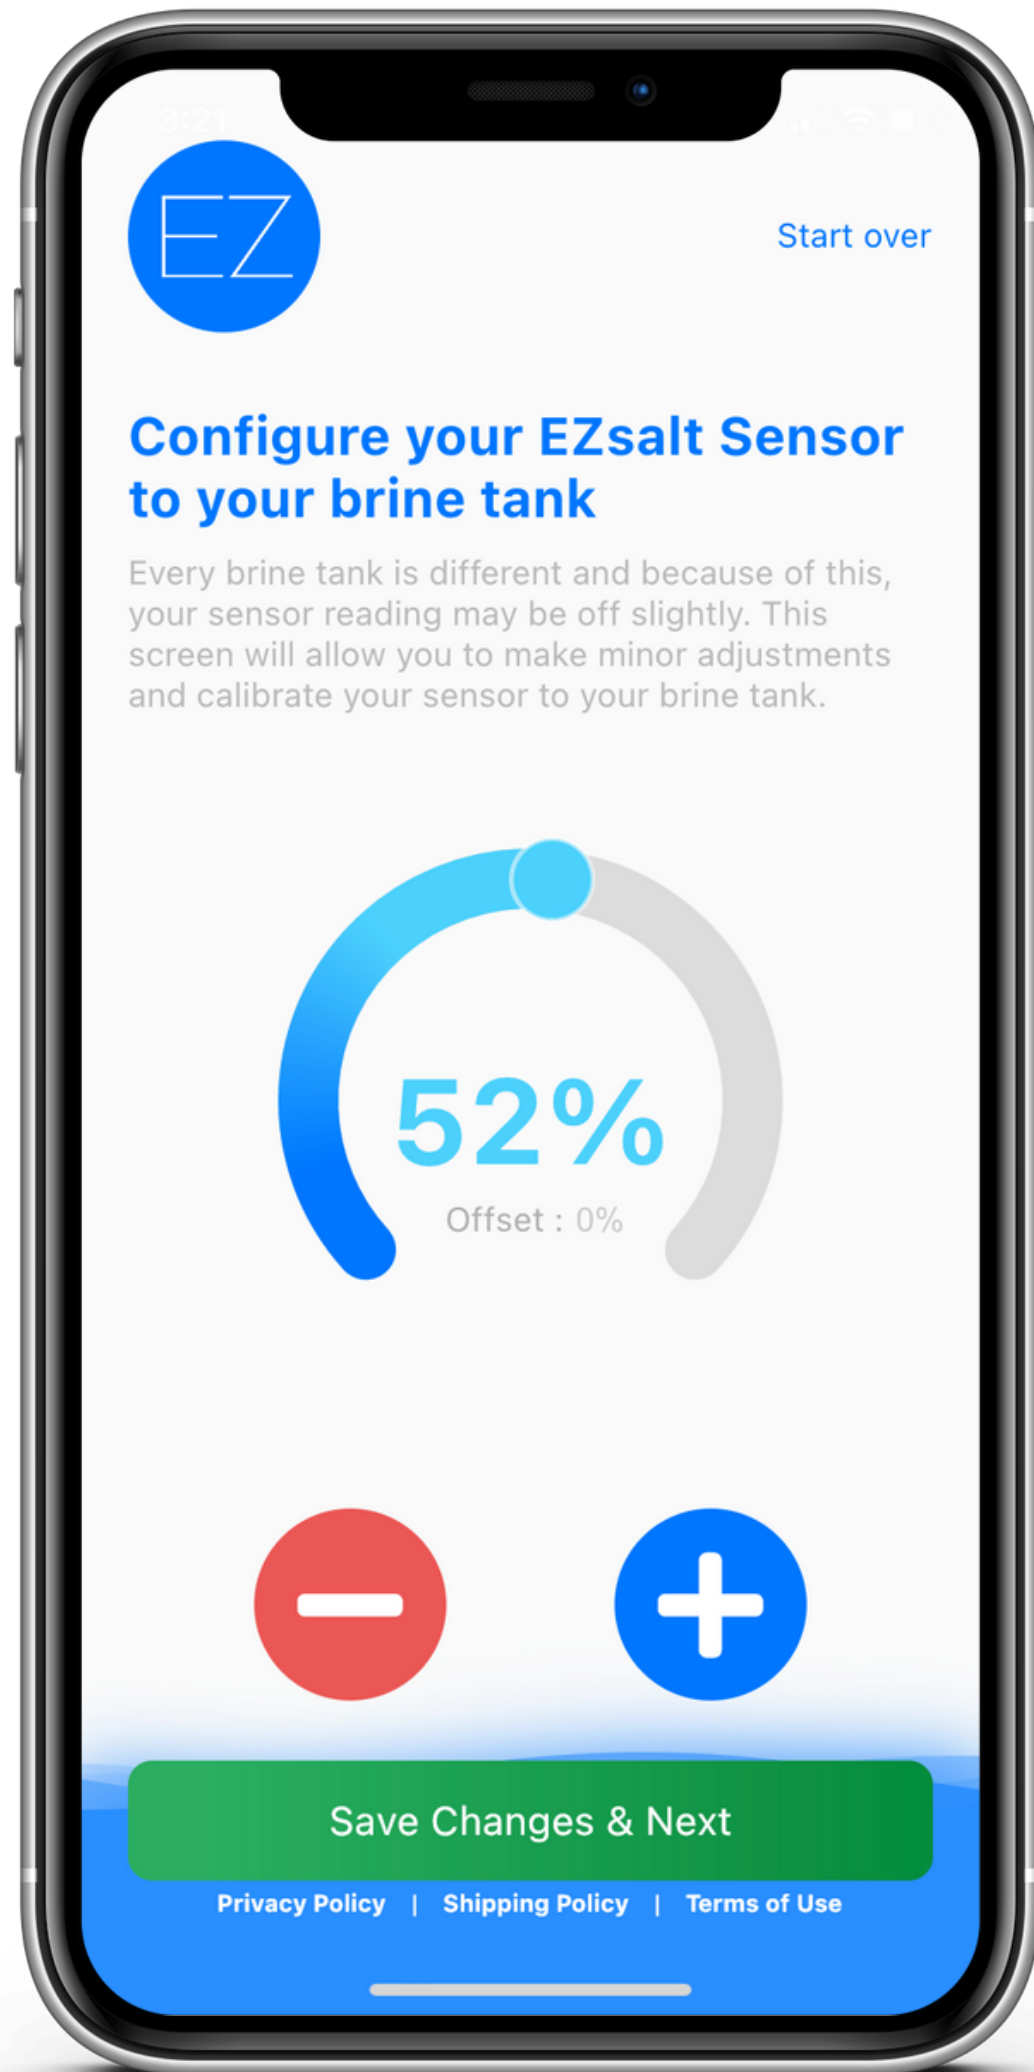 3:21
EZ
Start over
Configure your EZsalt Sensor
to your brine tank
Every brine tank is different and because of this,
your sensor reading may be off slightly. This
screen will allow you to make minor adjustments
and calibrate your sensor to your brine tank.
52%
Offset : 0%
Save Changes & Next
Privacy Policy | Shipping Policy | Terms of Use